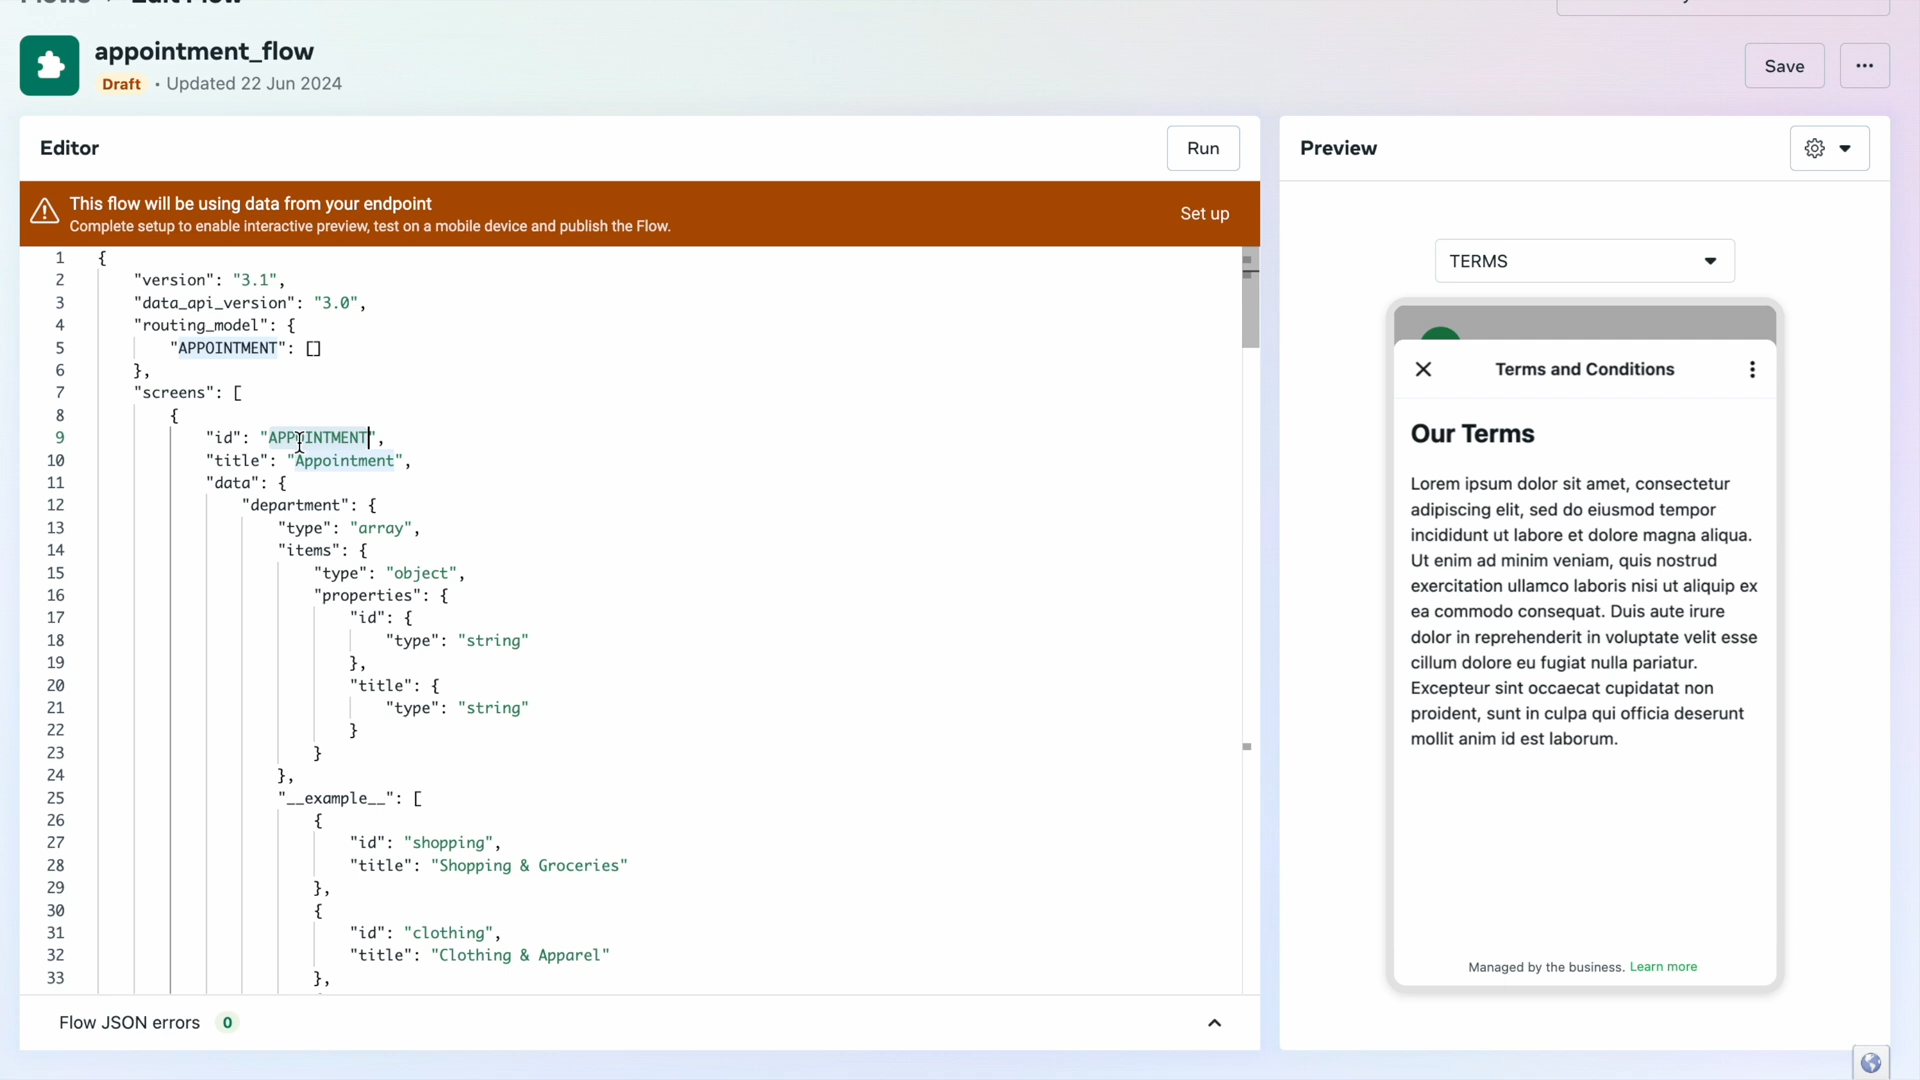 appointment_flow
Draft • Updated 22 Jun 2024
Save
Editor
Run
Preview
This flow will be using data from your endpoint
Complete setup to enable interactive preview, test on a mobile device and publish the Flow.
Set up
1 {
2 "version": "3.1",
3 "data_api_version": "3.0",
4 "routing_model": {
5 "APPOINTMENT": []
6 },
7 "screens": [
8 {
9 "id": "APPOINTMENT",
10 "title": "Appointment",
11 "data": {
12 "department": {
13 "type": "array",
14 "items": {
15 "type": "object",
16 "properties": {
17 "id": {
18 "type": "string"
19 },
20 "title": {
21 "type": "string"
22 }
23 }
24 },
25 "__example__": [
26 {
27 "id": "shopping",
28 "title": "Shopping & Groceries"
29 },
30 {
31 "id": "clothing",
32 "title": "Clothing & Apparel"
33 },
Flow JSON errors 0
TERMS
Terms and Conditions
Our Terms
Lorem ipsum dolor sit amet, consectetur
adipiscing elit, sed do eiusmod tempor
incididunt ut labore et dolore magna aliqua.
Ut enim ad minim veniam, quis nostrud
exercitation ullamco laboris nisi ut aliquip ex
ea commodo consequat. Duis aute irure
dolor in reprehenderit in voluptate velit esse
cillum dolore eu fugiat nulla pariatur.
Excepteur sint occaecat cupidatat non
proident, sunt in culpa qui officia deserunt
mollit anim id est laborum.
Managed by the business. Learn more